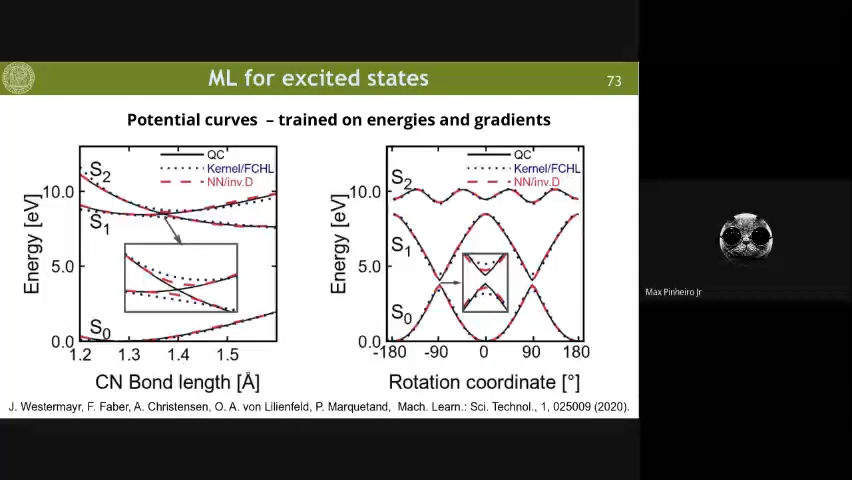 ML for excited states
73
Potential curves – trained on energies and gradients
QC
Kernel/FCHL
NN/inv.D
S2
S1
S0
10.0
5.0
0.0
Energy [eV]
1.2 1.3 1.4 1.5
CN Bond length [Å]
QC
Kernel/FCHL
NN/inv.D
S2
S1
S0
10.0
5.0
0.0
Energy [eV]
-180 -90 0 90 180
Rotation coordinate [°]
J. Westermayr, F. Faber, A. Christensen, O. A. von Lilienfeld, P. Marquetand, Mach. Learn.: Sci. Technol., 1, 025009 (2020).
Max Pinheiro Jr